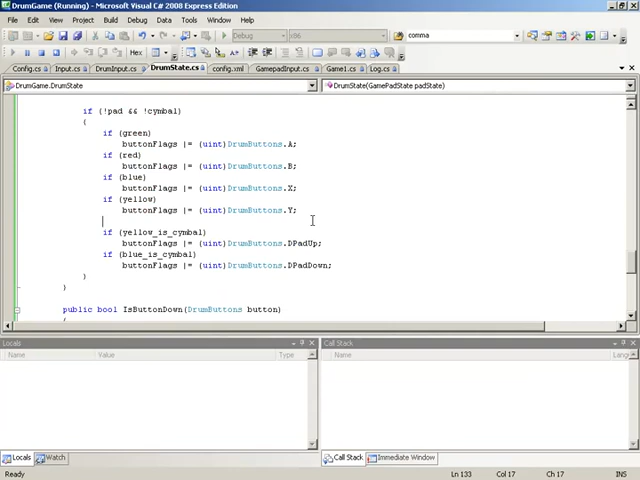 DrumGame (Running) - Microsoft Visual C# 2008 Express Edition
File Edit View Project Build Debug Data Tools Window Help
Debug x86 comma
Hex
Config.cs Input.cs DrumInput.cs DrumState.cs config.xml GamepadInput.cs Game1.cs Log.cs
DrumGame.DrumState DrumState(GamePadState padState)
if (!pad && !cymbal)
{
if (green)
buttonFlags |= (uint)DrumButtons.A;
if (red)
buttonFlags |= (uint)DrumButtons.B;
if (blue)
buttonFlags |= (uint)DrumButtons.X;
if (yellow)
buttonFlags |= (uint)DrumButtons.Y;
if (yellow_is_cymbal)
buttonFlags |= (uint)DrumButtons.DPadUp;
if (blue_is_cymbal)
buttonFlags |= (uint)DrumButtons.DPadDown;
}
}
public bool IsButtonDown(DrumButtons button)
{
Locals Call Stack
Name Value Type Name Lang
Locals Watch Call Stack Immediate Window
Ready Ln 133 Col 17 Ch 17 INS